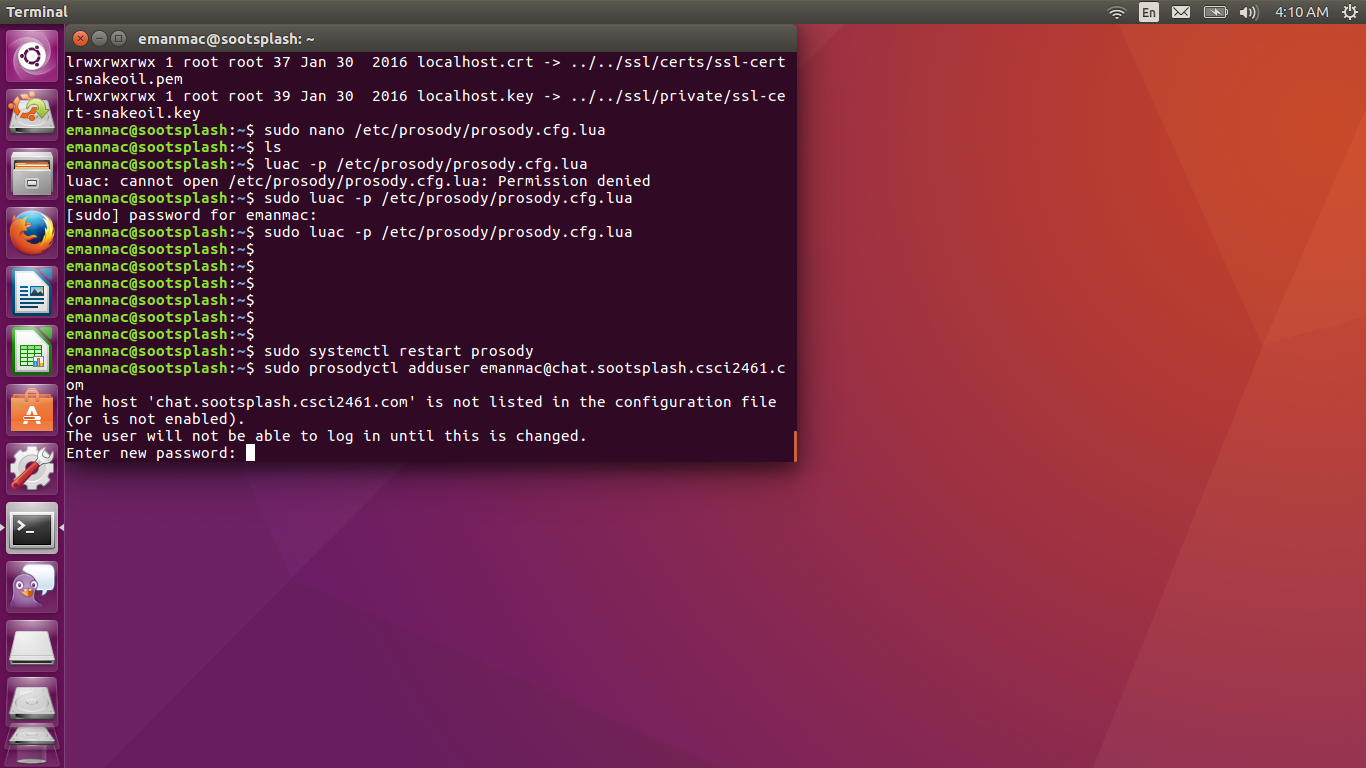 Terminal
En
4:10 AM
emanmac@sootsplash: ~
lrwxrwxrwx 1 root root 37 Jan 30  2016 localhost.crt -> ../../ssl/certs/ssl-cert
-snakeoil.pem
lrwxrwxrwx 1 root root 39 Jan 30  2016 localhost.key -> ../../ssl/private/ssl-ce
rt-snakeoil.key
emanmac@sootsplash:~$ sudo nano /etc/prosody/prosody.cfg.lua
emanmac@sootsplash:~$ ls
emanmac@sootsplash:~$ luac -p /etc/prosody/prosody.cfg.lua
luac: cannot open /etc/prosody/prosody.cfg.lua: Permission denied
emanmac@sootsplash:~$ sudo luac -p /etc/prosody/prosody.cfg.lua
[sudo] password for emanmac:
emanmac@sootsplash:~$ sudo luac -p /etc/prosody/prosody.cfg.lua
emanmac@sootsplash:~$
emanmac@sootsplash:~$
emanmac@sootsplash:~$
emanmac@sootsplash:~$
emanmac@sootsplash:~$
emanmac@sootsplash:~$
emanmac@sootsplash:~$ sudo systemctl restart prosody
emanmac@sootsplash:~$ sudo prosodyctl adduser emanmac@chat.sootsplash.csci2461.c
om
The host 'chat.sootsplash.csci2461.com' is not listed in the configuration file
(or is not enabled).
The user will not be able to log in until this is changed.
Enter new password: